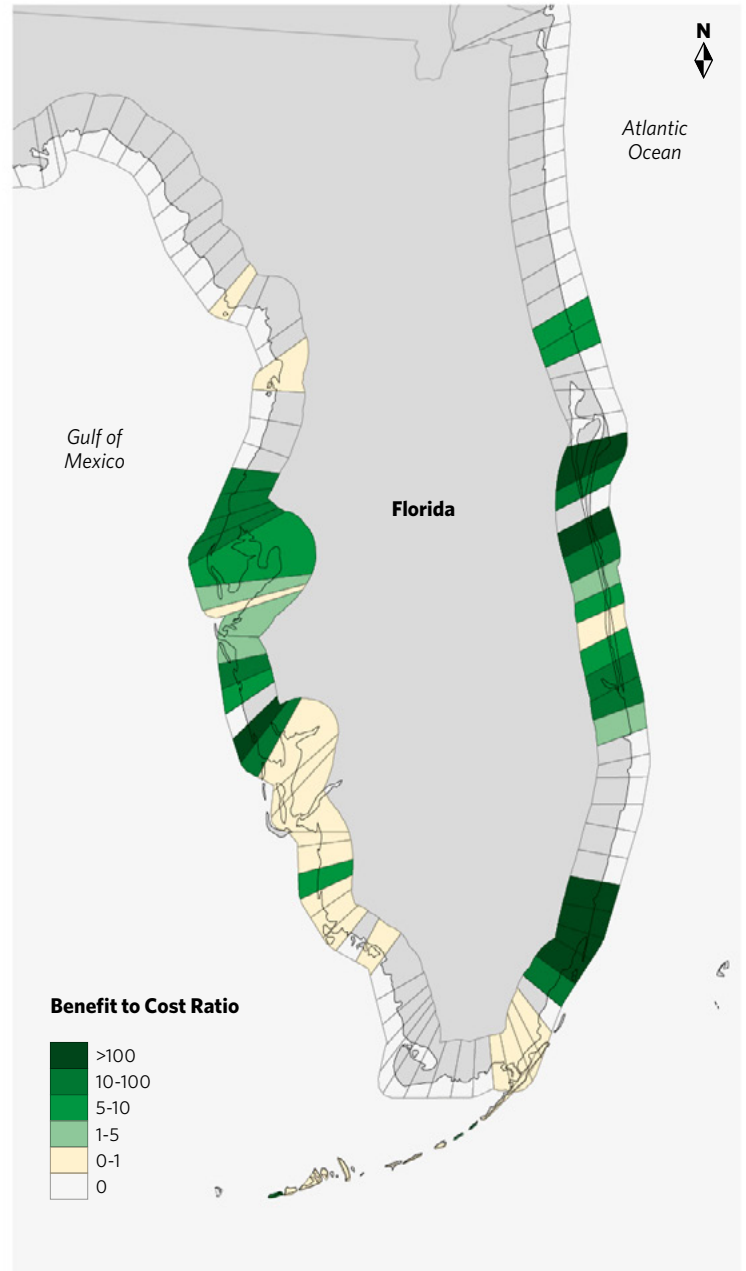 N
Atlantic
Ocean
Gulf of
Mexico
Florida
Benefit to Cost Ratio
>100
10-100
5-10
1-5
0-1
0